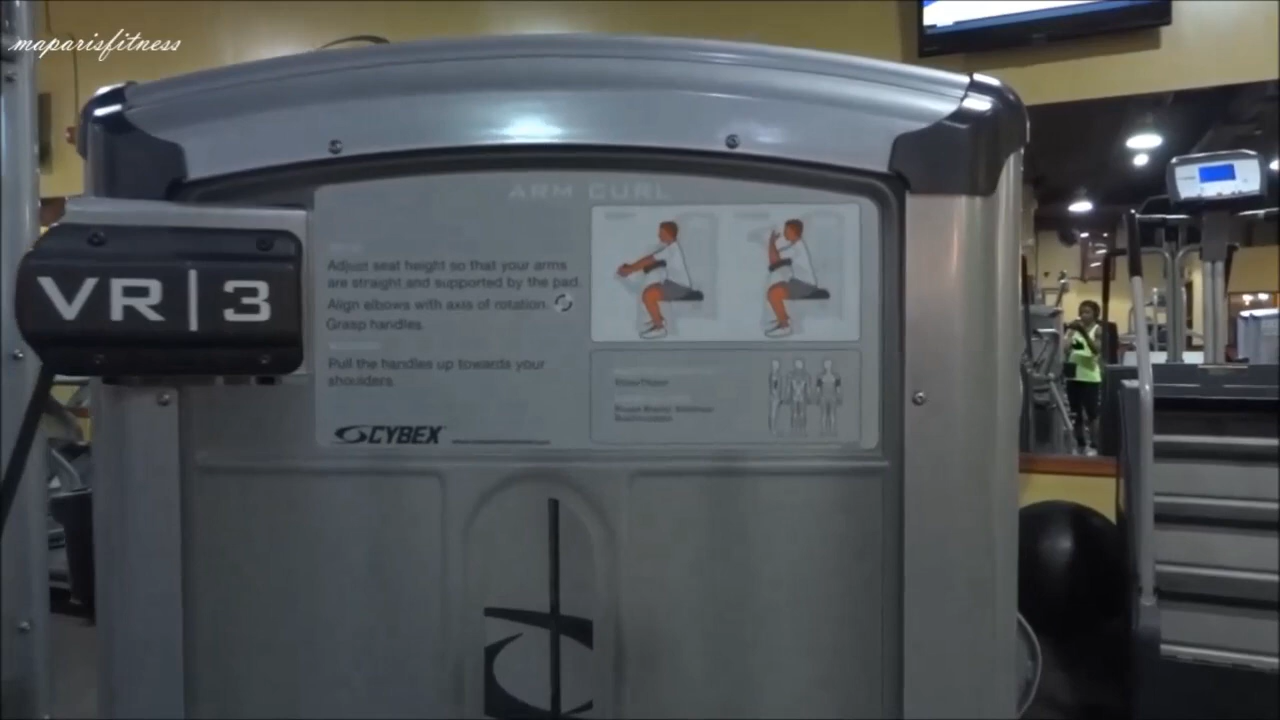 maparisfitness
ARM CURL
VR|3
Adjust seat height so that your arms
are straight and supported by the pad.
Align elbows with axis of rotation.
Grasp handles.
Pull the handles up towards your
shoulders.
CYBEX